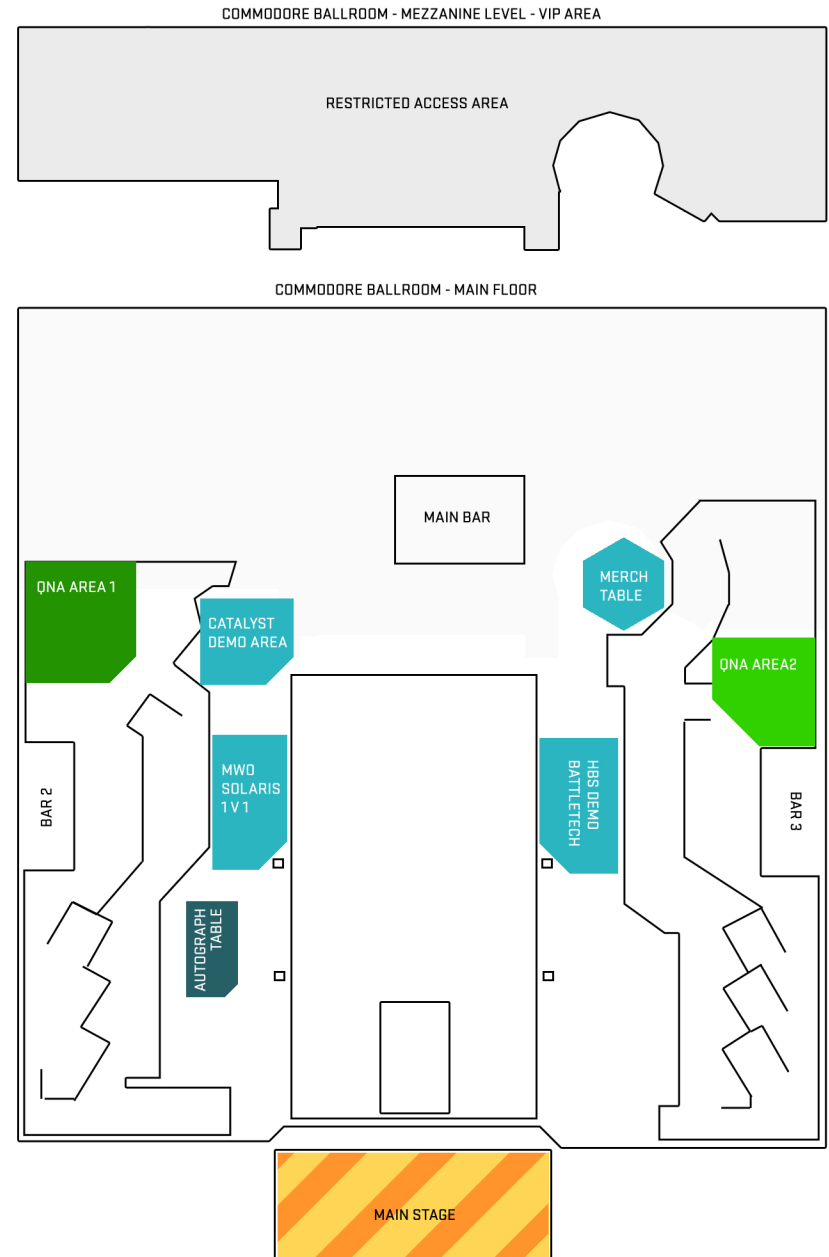 COMMODORE BALLROOM - MEZZANINE LEVEL - VIP AREA
RESTRICTED ACCESS AREA
COMMODORE BALLROOM - MAIN FLOOR
MAIN BAR
MERCH
TABLE
QNA AREA 1
CATALYST
DEMO AREA
QNA AREA2
MWO
SOLARIS
1 V 1
HBS DEMO
BATTLETECH
BAR 2
BAR 3
AUTOGRAPH
TABLE
MAIN STAGE